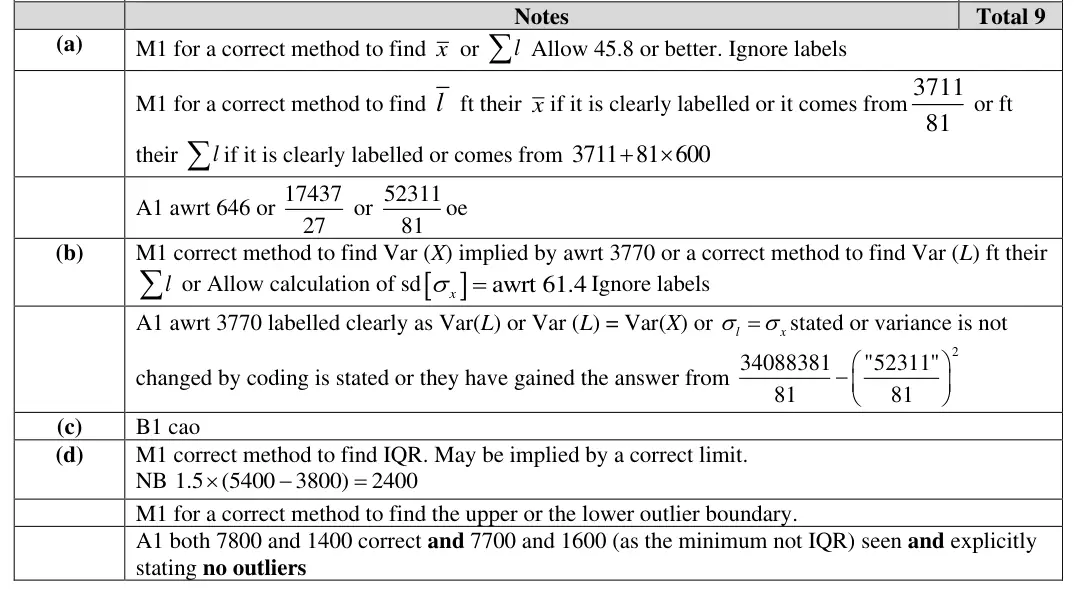 Notes Total 9
(a) M1 for a correct method to find x̄ or ∑l Allow 45.8 or better. Ignore labels
M1 for a correct method to find l̄ ft their x̄ if it is clearly labelled or it comes from 3711/81 or ft
their ∑l if it is clearly labelled or comes from 3711+81×600
A1 awrt 646 or 17437/27 or 52311/81 oe
(b) M1 correct method to find Var (X) implied by awrt 3770 or a correct method to find Var (L) ft their
∑l or Allow calculation of sd[σₓ] = awrt 61.4 Ignore labels
A1 awrt 3770 labelled clearly as Var(L) or Var (L) = Var(X) or σₗ = σₓ stated or variance is not
changed by coding is stated or they have gained the answer from 34088381/81 − ("52311"/81)²
(c) B1 cao
(d) M1 correct method to find IQR. May be implied by a correct limit.
NB 1.5×(5400−3800) = 2400
M1 for a correct method to find the upper or the lower outlier boundary.
A1 both 7800 and 1400 correct and 7700 and 1600 (as the minimum not IQR) seen and explicitly
stating no outliers